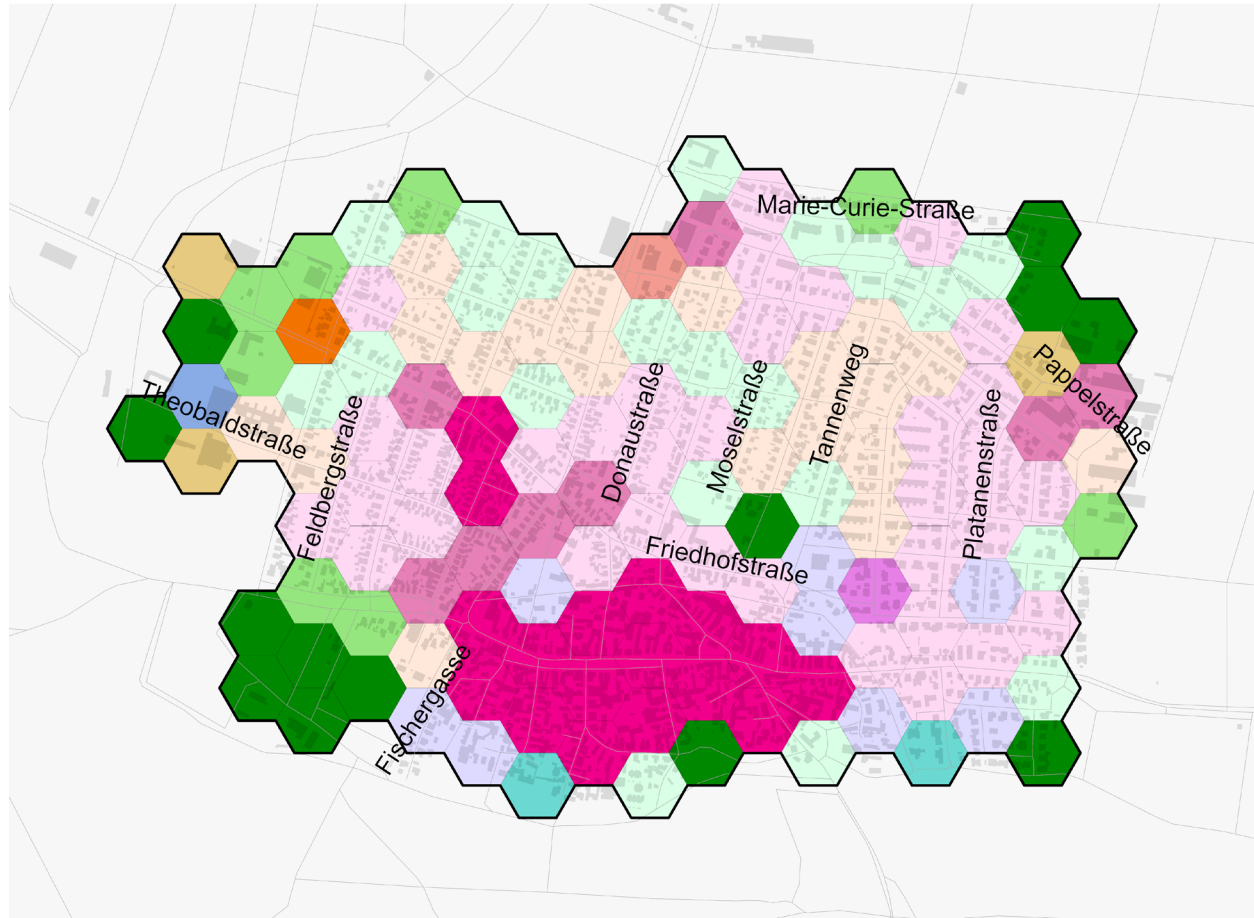 Marie-Curie-Straße
Pappelstraße
Theobaldstraße
Feldbergstraße
Donaustraße
Moselstraße
Tannenweg
Platanenstraße
Friedhofstraße
Fischergasse